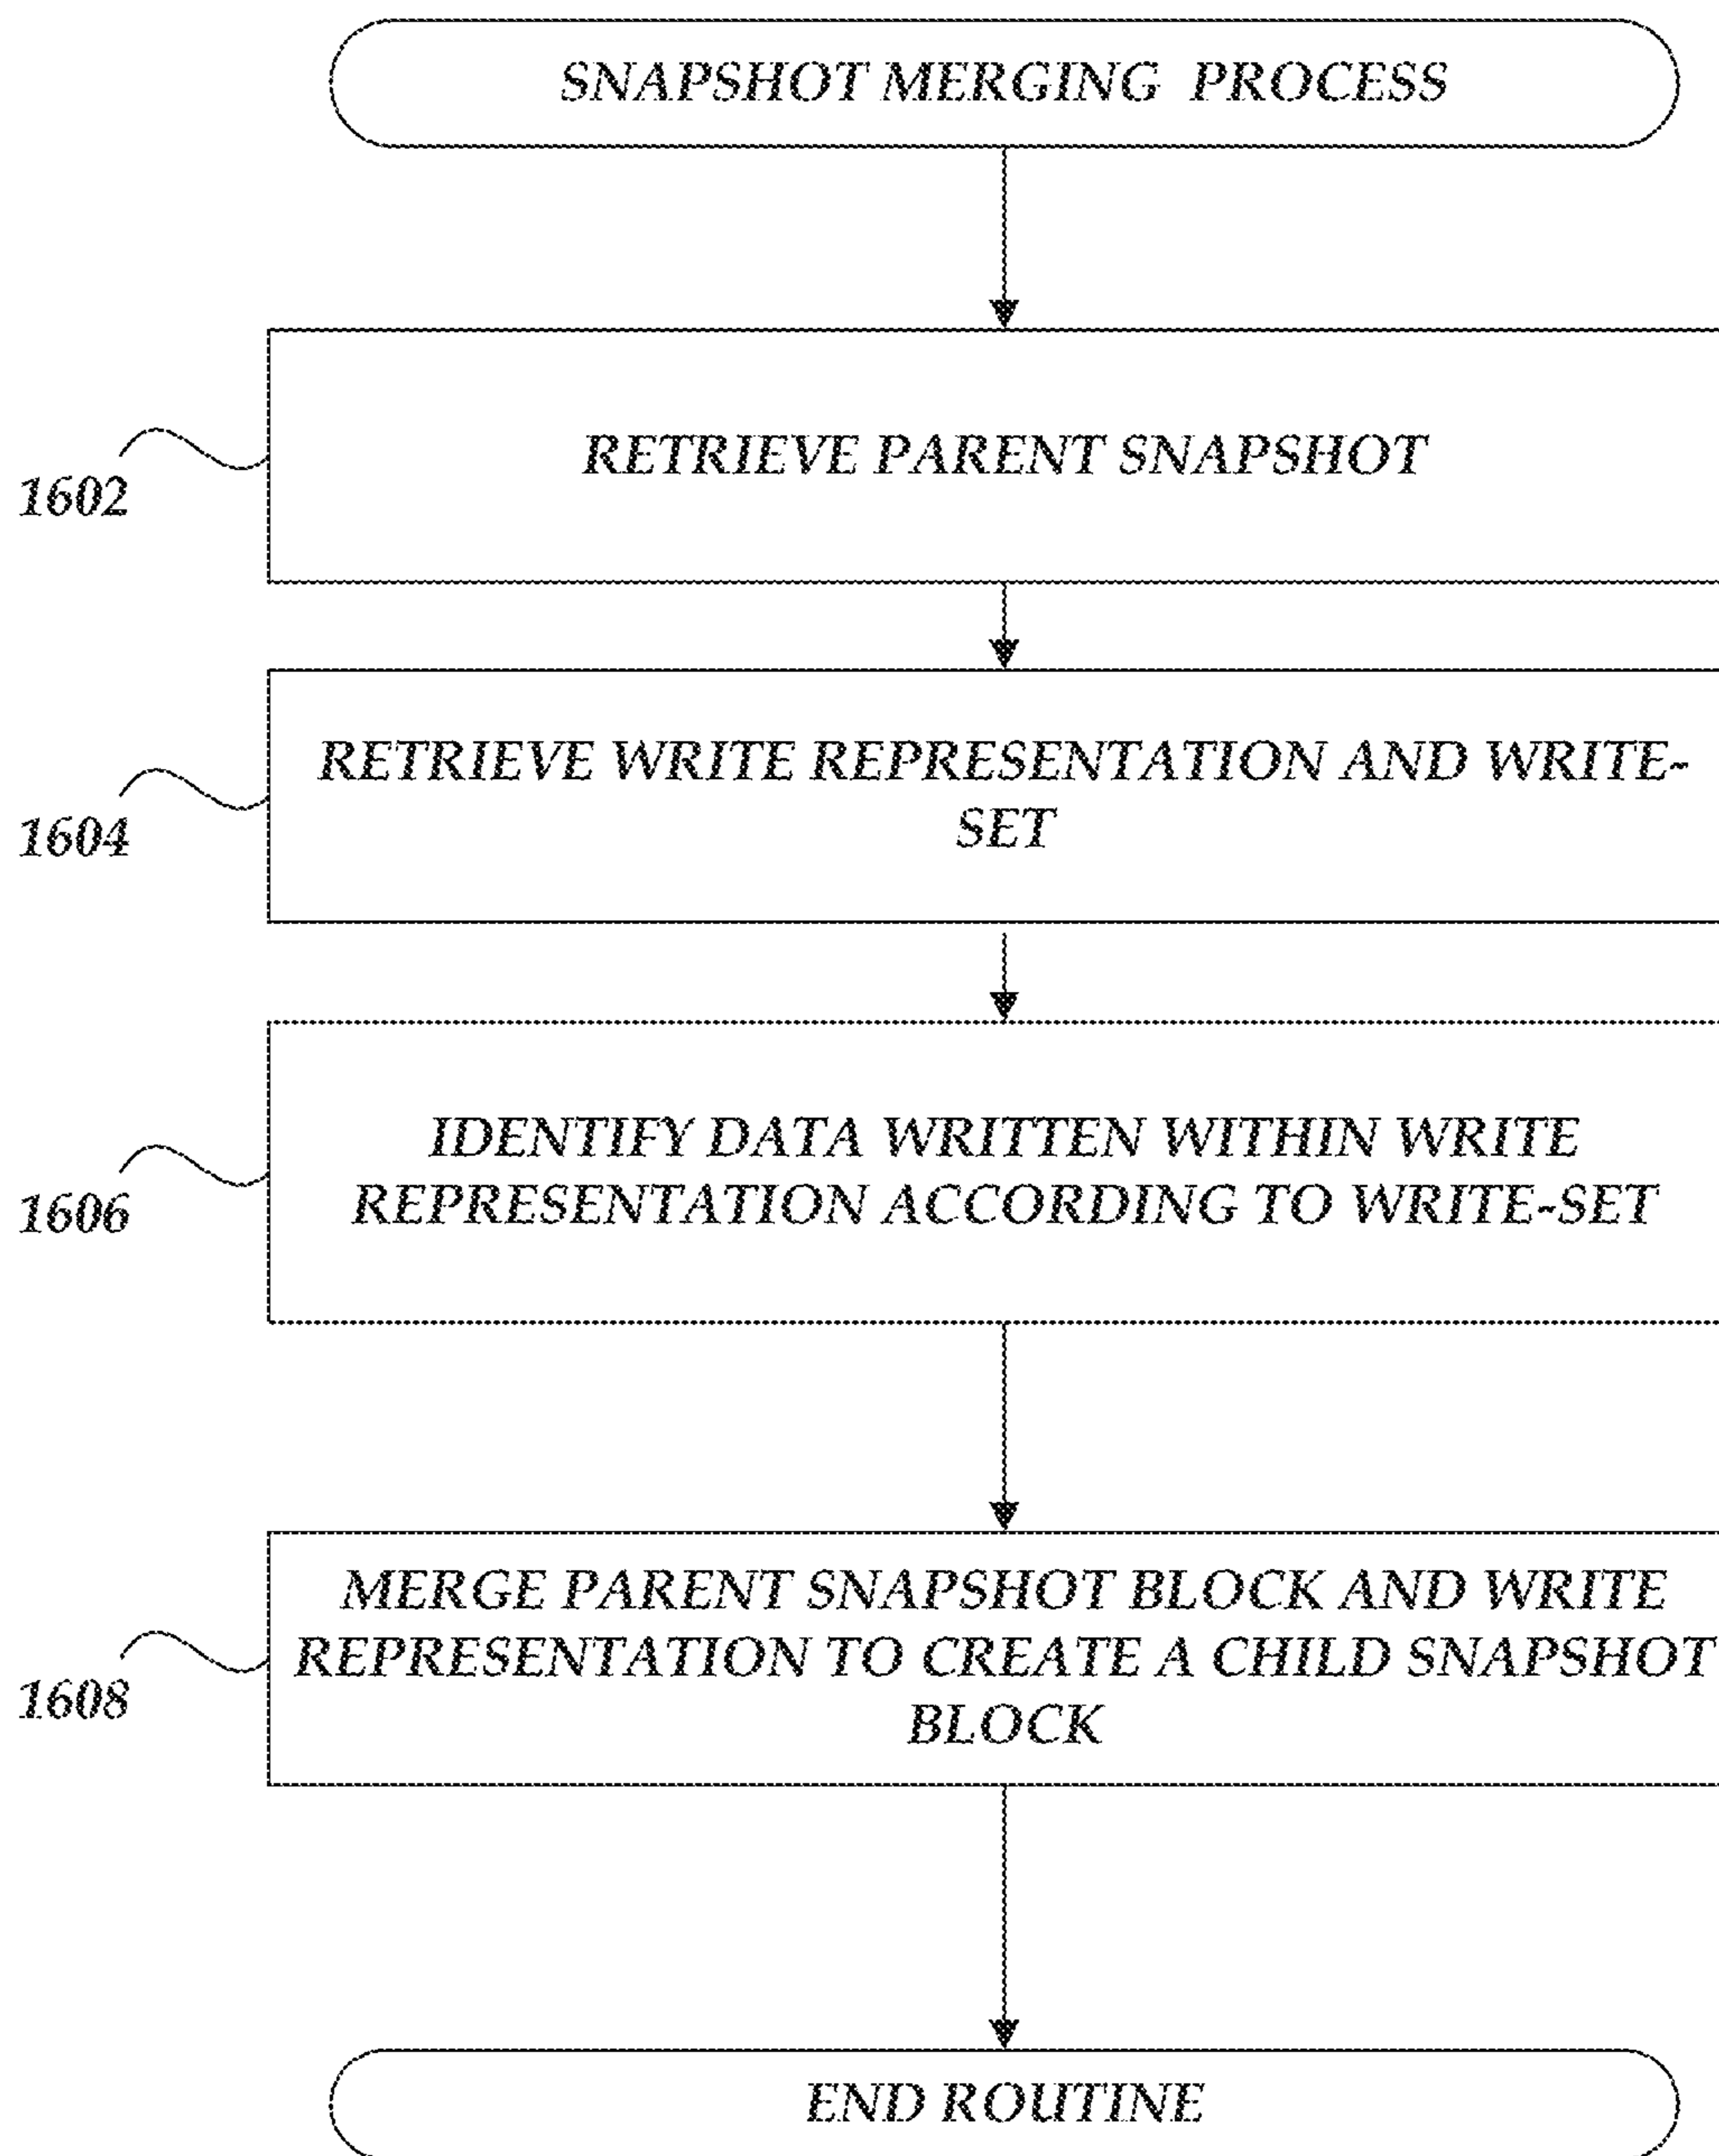 SNAPSHOT MERGING PROCESS
RETRIEVE PARENT SNAPSHOT
1602
RETRIEVE WRITE REPRESENTATION AND WRITE-
SET
1604
IDENTIFY DATA WRITTEN WITHIN WRITE
REPRESENTATION ACCORDING TO WRITE-SET
1606
MERGE PARENT SNAPSHOT BLOCK AND WRITE
REPRESENTATION TO CREATE A CHILD SNAPSHOT
BLOCK
1608
END ROUTINE